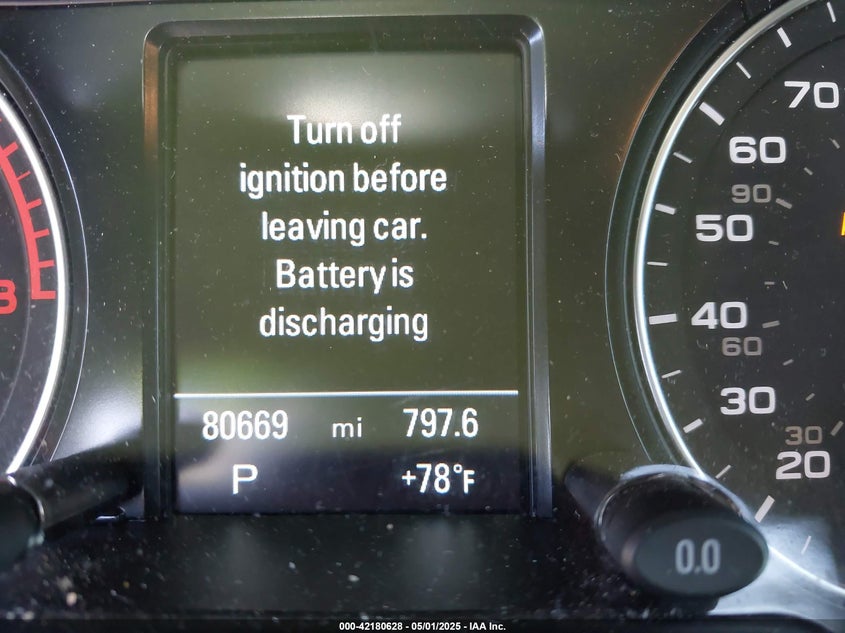 Turn off
ignition before
leaving car.
Battery is
discharging
80669 mi 797.6
P +78°F
8
70
60
90
50
40
60
30
30
20
0.0
000-42180628 - 05/01/2025 - IAA Inc.